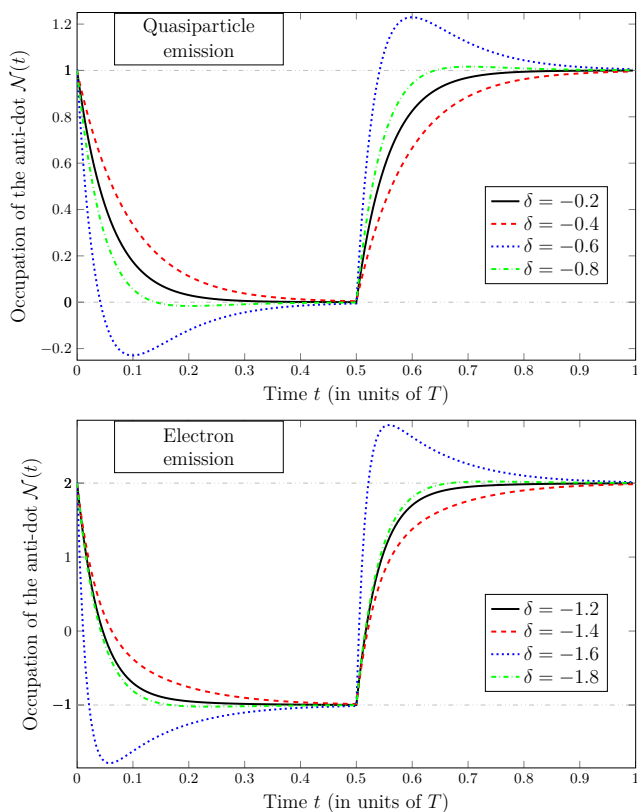 Quasiparticle
emission
Occupation of the anti-dot 𝒩(t)
1.2
1
0.8
0.6
0.4
0.2
0
−0.2
δ = −0.2
δ = −0.4
δ = −0.6
δ = −0.8
0 0.1 0.2 0.3 0.4 0.5 0.6 0.7 0.8 0.9 1
Time t (in units of T)
Electron
emission
Occupation of the anti-dot 𝒩(t)
2
1
0
−1
δ = −1.2
δ = −1.4
δ = −1.6
δ = −1.8
0 0.1 0.2 0.3 0.4 0.5 0.6 0.7 0.8 0.9 1
Time t (in units of T)